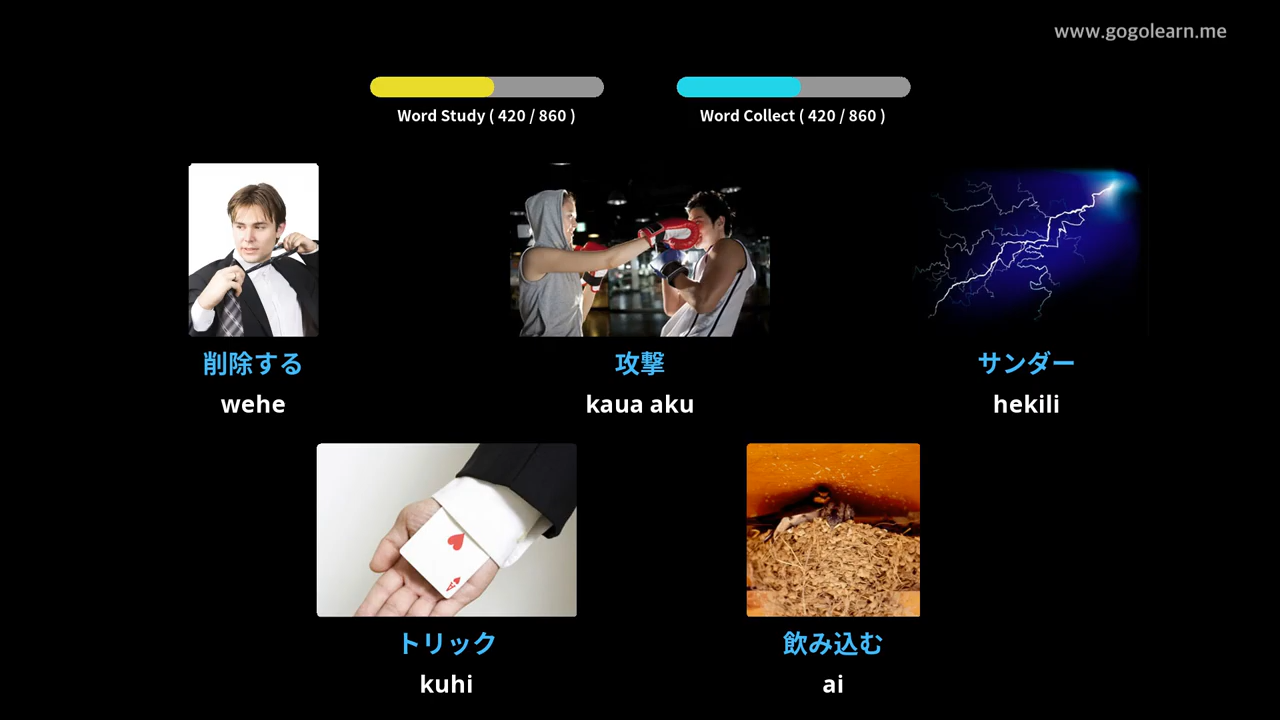 www.gogolearn.me
Word Study ( 420 / 860 )
Word Collect ( 420 / 860 )
削除する
wehe
攻撃
kaua aku
サンダー
hekili
トリック
kuhi
飲み込む
ai